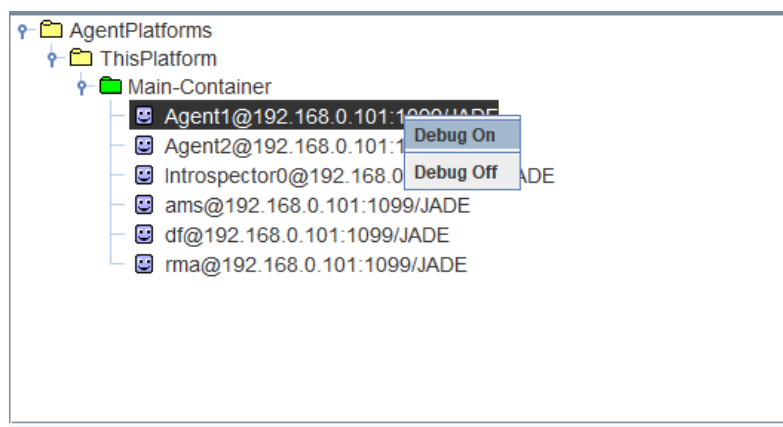 AgentPlatforms
ThisPlatform
Main-Container
Agent1@192.168.0.101:1099/JADE
Debug On
Agent2@192.168.0.101:1
Debug Off
Introspector0@192.168.0 DE
ams@192.168.0.101:1099/JADE
df@192.168.0.101:1099/JADE
rma@192.168.0.101:1099/JADE